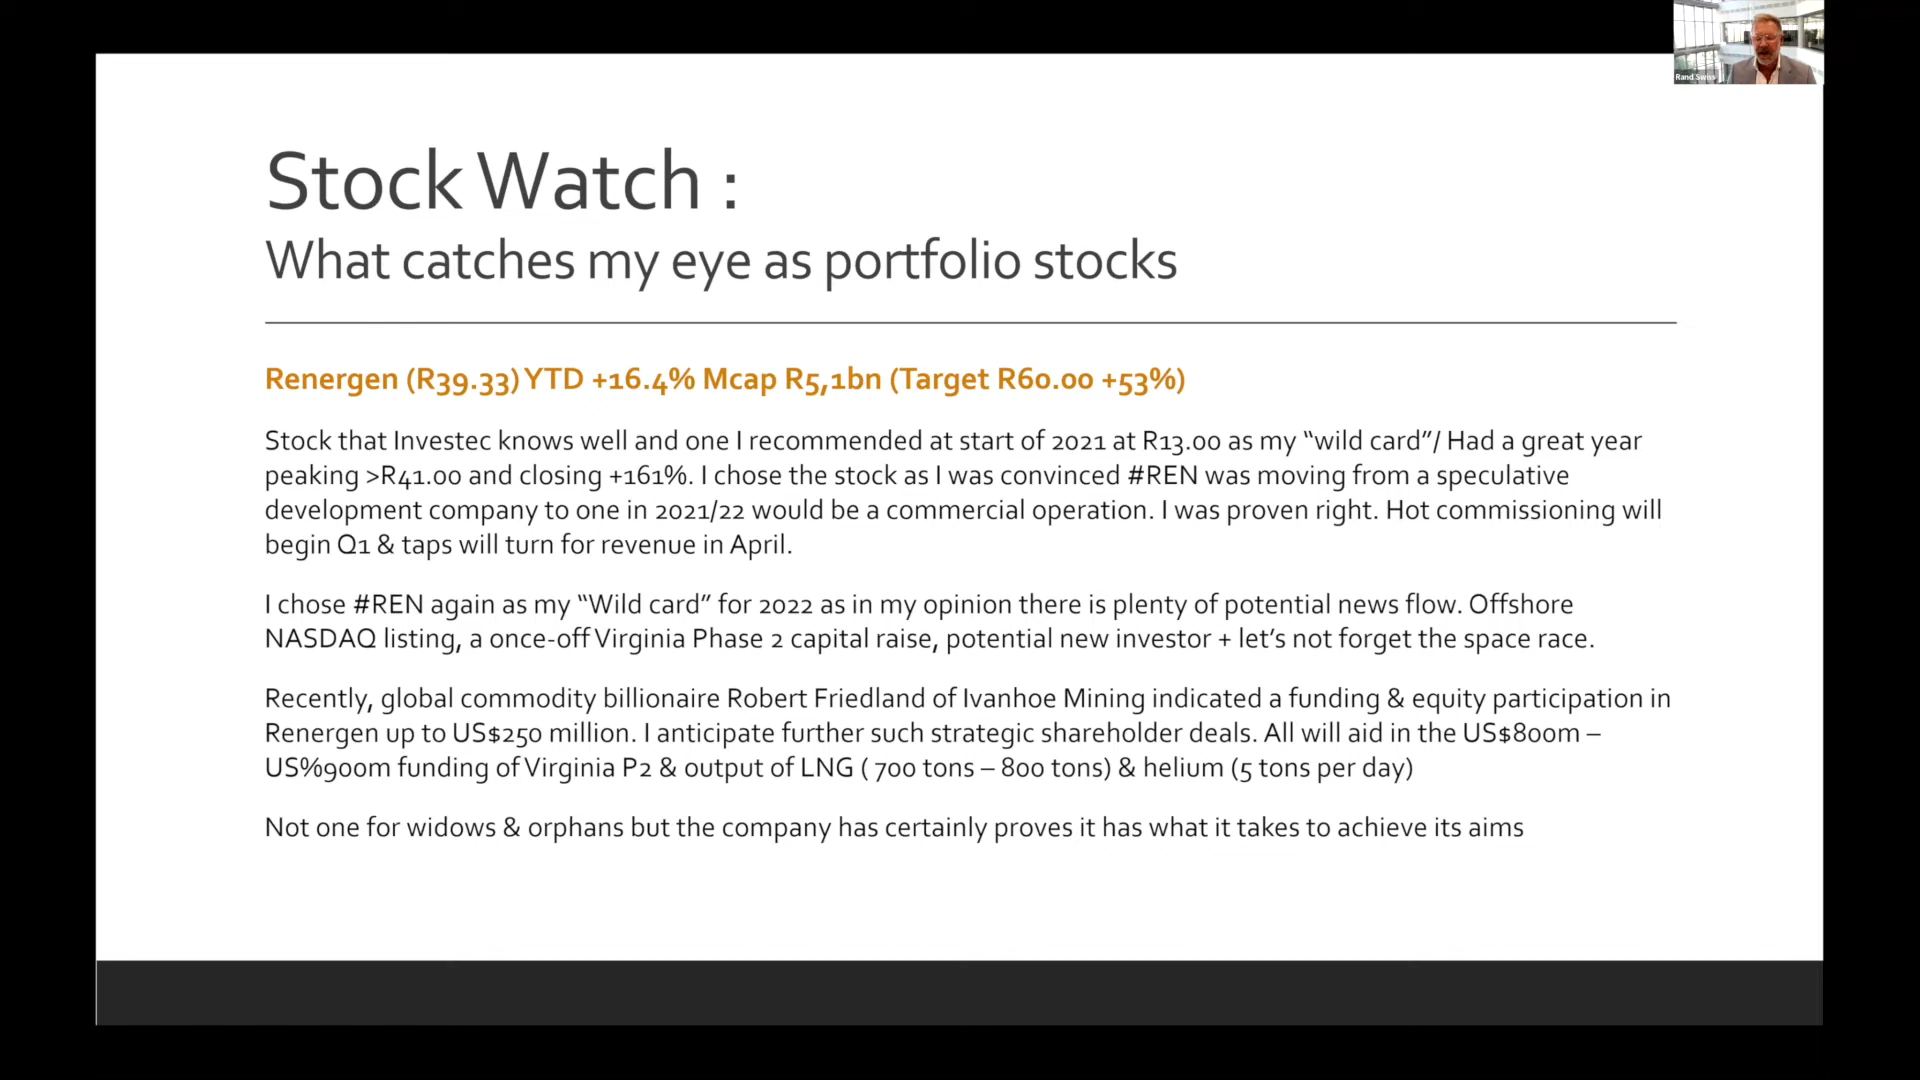 Rand Swiss
Stock Watch :
What catches my eye as portfolio stocks
Renergen (R39.33) YTD +16.4% Mcap R5,1bn (Target R60.00 +53%)
Stock that Investec knows well and one I recommended at start of 2021 at R13.00 as my “wild card”/ Had a great year
peaking >R41.00 and closing +161%. I chose the stock as I was convinced #REN was moving from a speculative
development company to one in 2021/22 would be a commercial operation. I was proven right. Hot commissioning will
begin Q1 & taps will turn for revenue in April.
I chose #REN again as my “Wild card” for 2022 as in my opinion there is plenty of potential news flow. Offshore
NASDAQ listing, a once-off Virginia Phase 2 capital raise, potential new investor + let’s not forget the space race.
Recently, global commodity billionaire Robert Friedland of Ivanhoe Mining indicated a funding & equity participation in
Renergen up to US$250 million. I anticipate further such strategic shareholder deals. All will aid in the US$800m –
US%900m funding of Virginia P2 & output of LNG ( 700 tons – 800 tons) & helium (5 tons per day)
Not one for widows & orphans but the company has certainly proves it has what it takes to achieve its aims